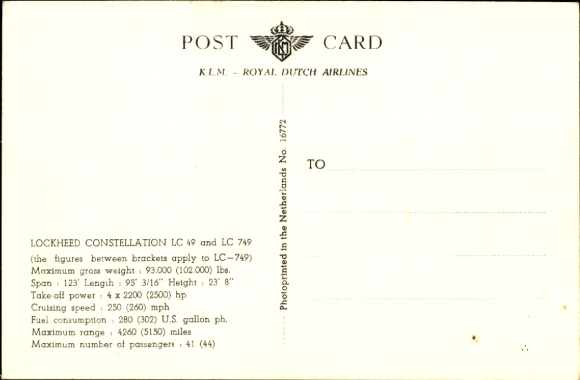 POST CARD
K.L.M. - ROYAL DUTCH AIRLINES
TO
Photoprinted in the Netherlands No. 16772
LOCKHEED CONSTELLATION LC 49 and LC 749
(the figures between brackets apply to LC-749)
Maximum gross weight : 93.000 (102.000) lbs.
Span : 123' Length : 95' 3/16" Height : 23' 8"
Take-off power : 4 x 2200 (2500) hp
Cruising speed : 250 (260) mph
Fuel consumption : 280 (302) U.S. gallon ph.
Maximum range : 4260 (5150) miles
Maximum number of passengers : 41 (44)